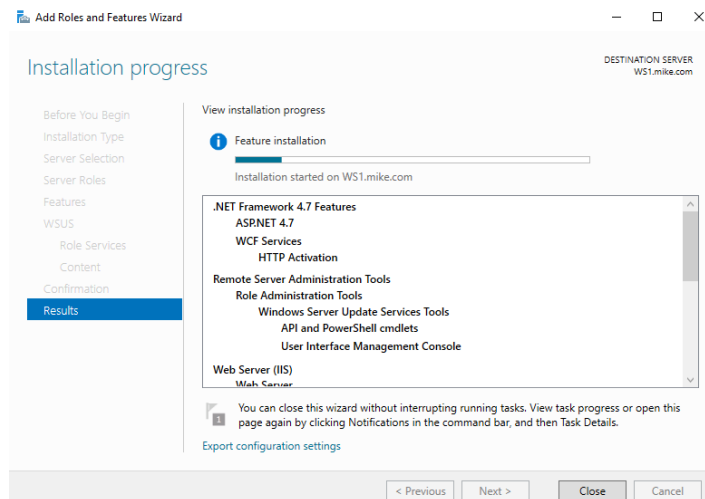 Add Roles and Features Wizard
Installation progress
DESTINATION SERVER
WS1.mike.com
Before You Begin
Installation Type
Server Selection
Server Roles
Features
WSUS
Role Services
Content
Confirmation
Results
View installation progress
Feature installation
Installation started on WS1.mike.com
.NET Framework 4.7 Features
ASP.NET 4.7
WCF Services
HTTP Activation
Remote Server Administration Tools
Role Administration Tools
Windows Server Update Services Tools
API and PowerShell cmdlets
User Interface Management Console
Web Server (IIS)
Web Server
1
You can close this wizard without interrupting running tasks. View task progress or open this
page again by clicking Notifications in the command bar, and then Task Details.
Export configuration settings
< Previous
Next >
Close
Cancel